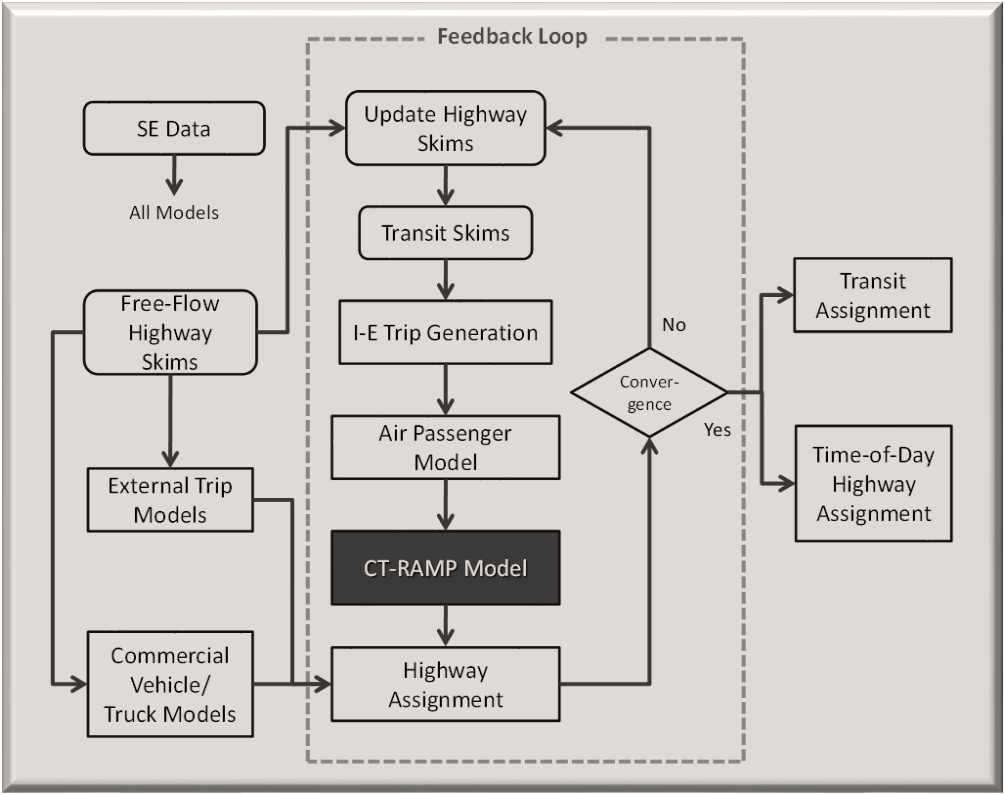 Feedback Loop
SE Data
All Models
Free-Flow
Highway
Skims
External Trip
Models
Commercial
Vehicle/
Truck Models
Update Highway
Skims
Transit Skims
I-E Trip Generation
Air Passenger
Model
CT-RAMP Model
Highway
Assignment
No
Conver-
gence
Yes
Transit
Assignment
Time-of-Day
Highway
Assignment